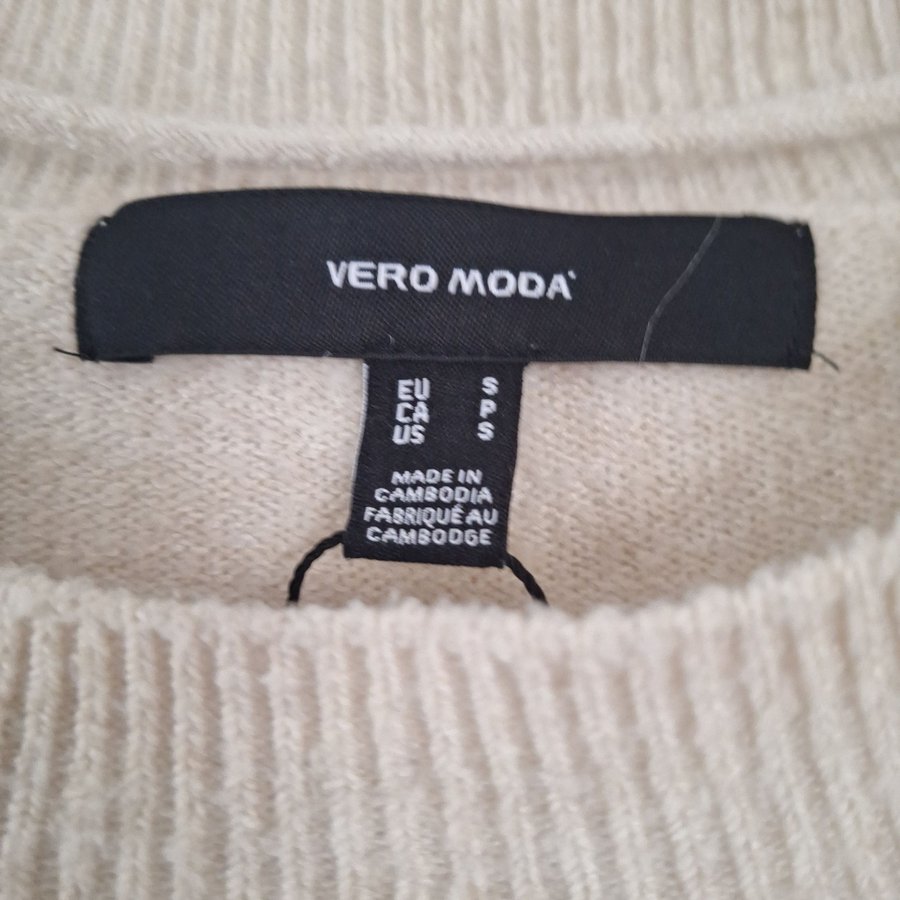 VERO MODA
EU S
CA P
US S
MADE IN
CAMBODIA
FABRIQUÉ AU
CAMBODGE